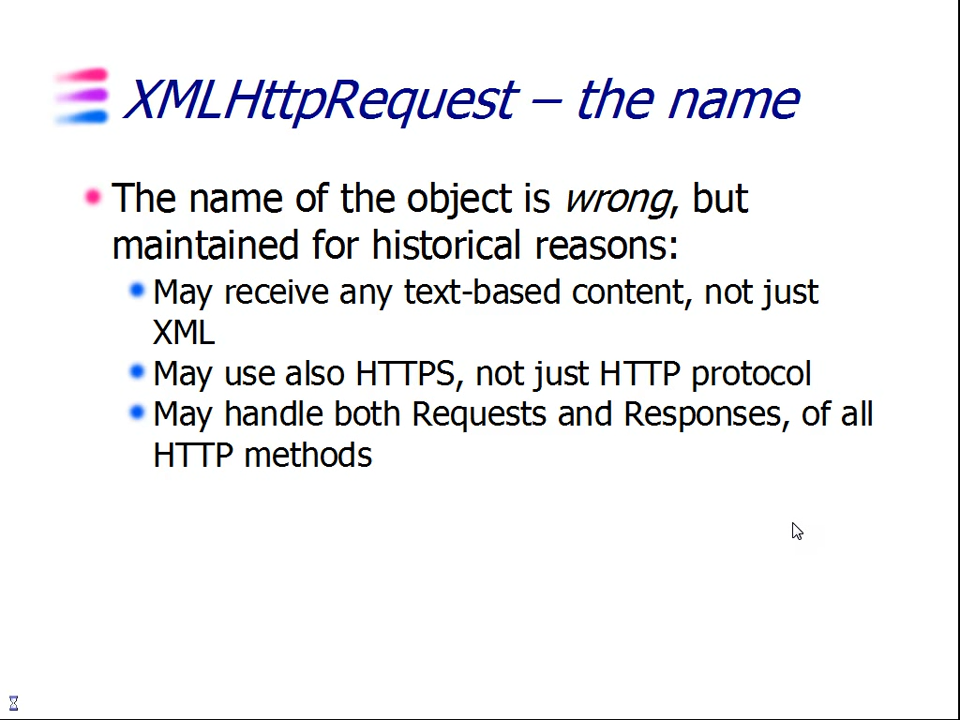 XMLHttpRequest – the name
The name of the object is wrong, but
maintained for historical reasons:
May receive any text-based content, not just
XML
May use also HTTPS, not just HTTP protocol
May handle both Requests and Responses, of all
HTTP methods